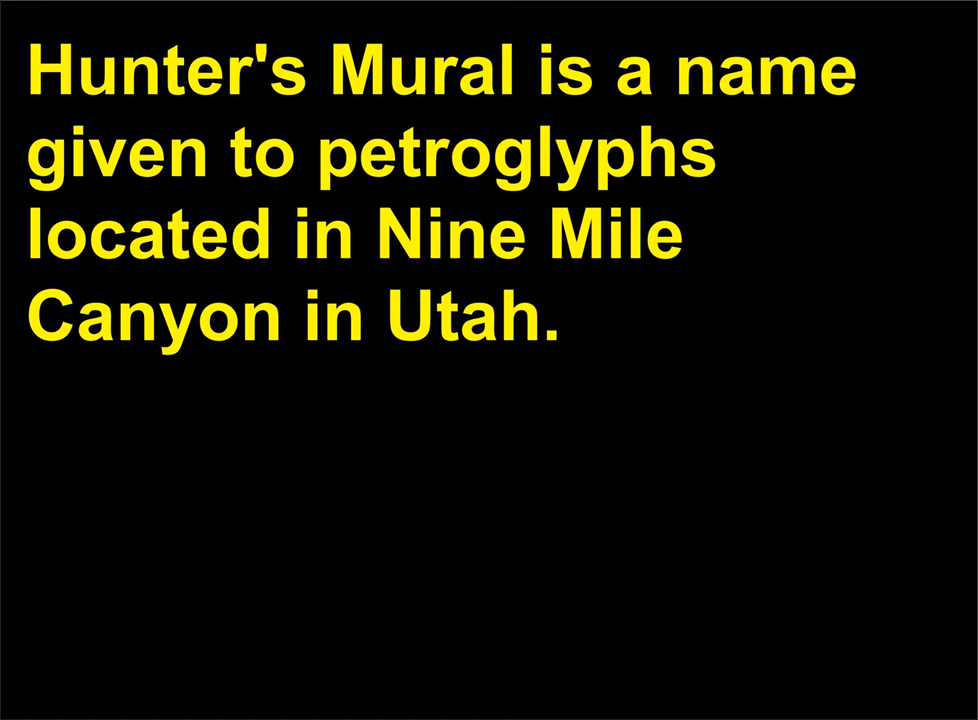 Hunter's Mural is a name
given to petroglyphs
located in Nine Mile
Canyon in Utah.